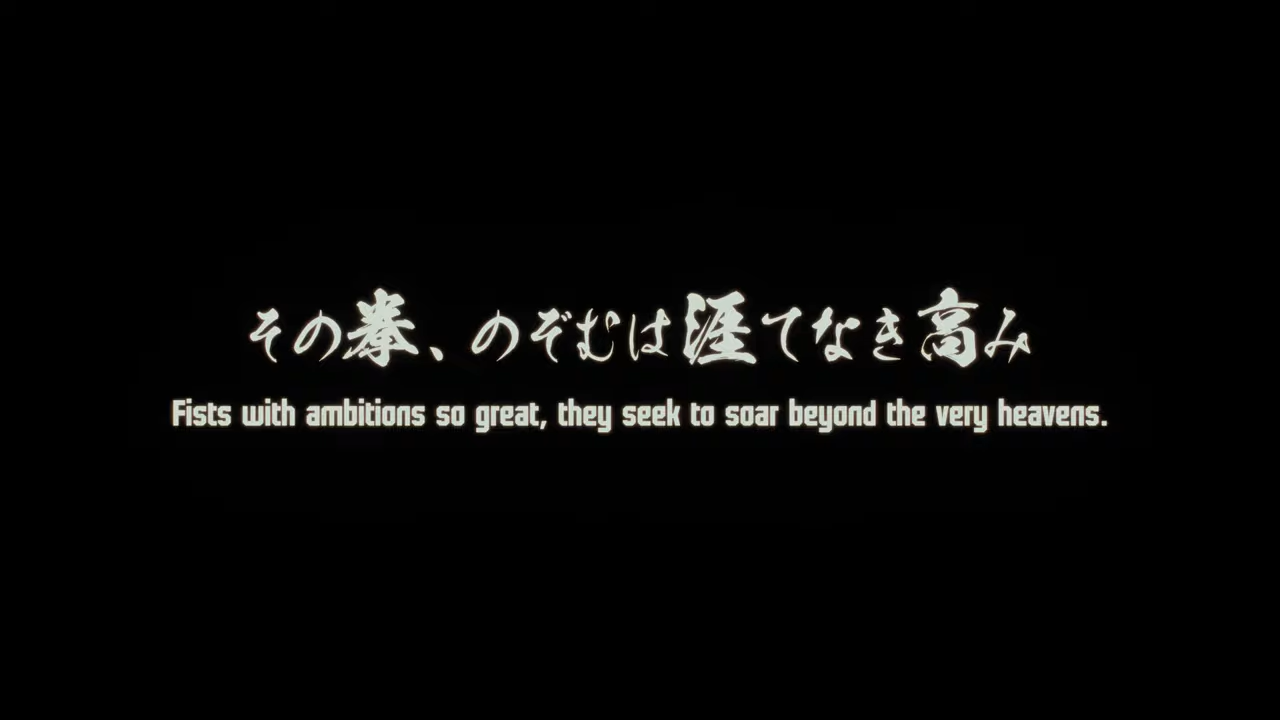 その拳、のぞむは涯てなき高み
Fists with ambitions so great, they seek to soar beyond the very heavens.